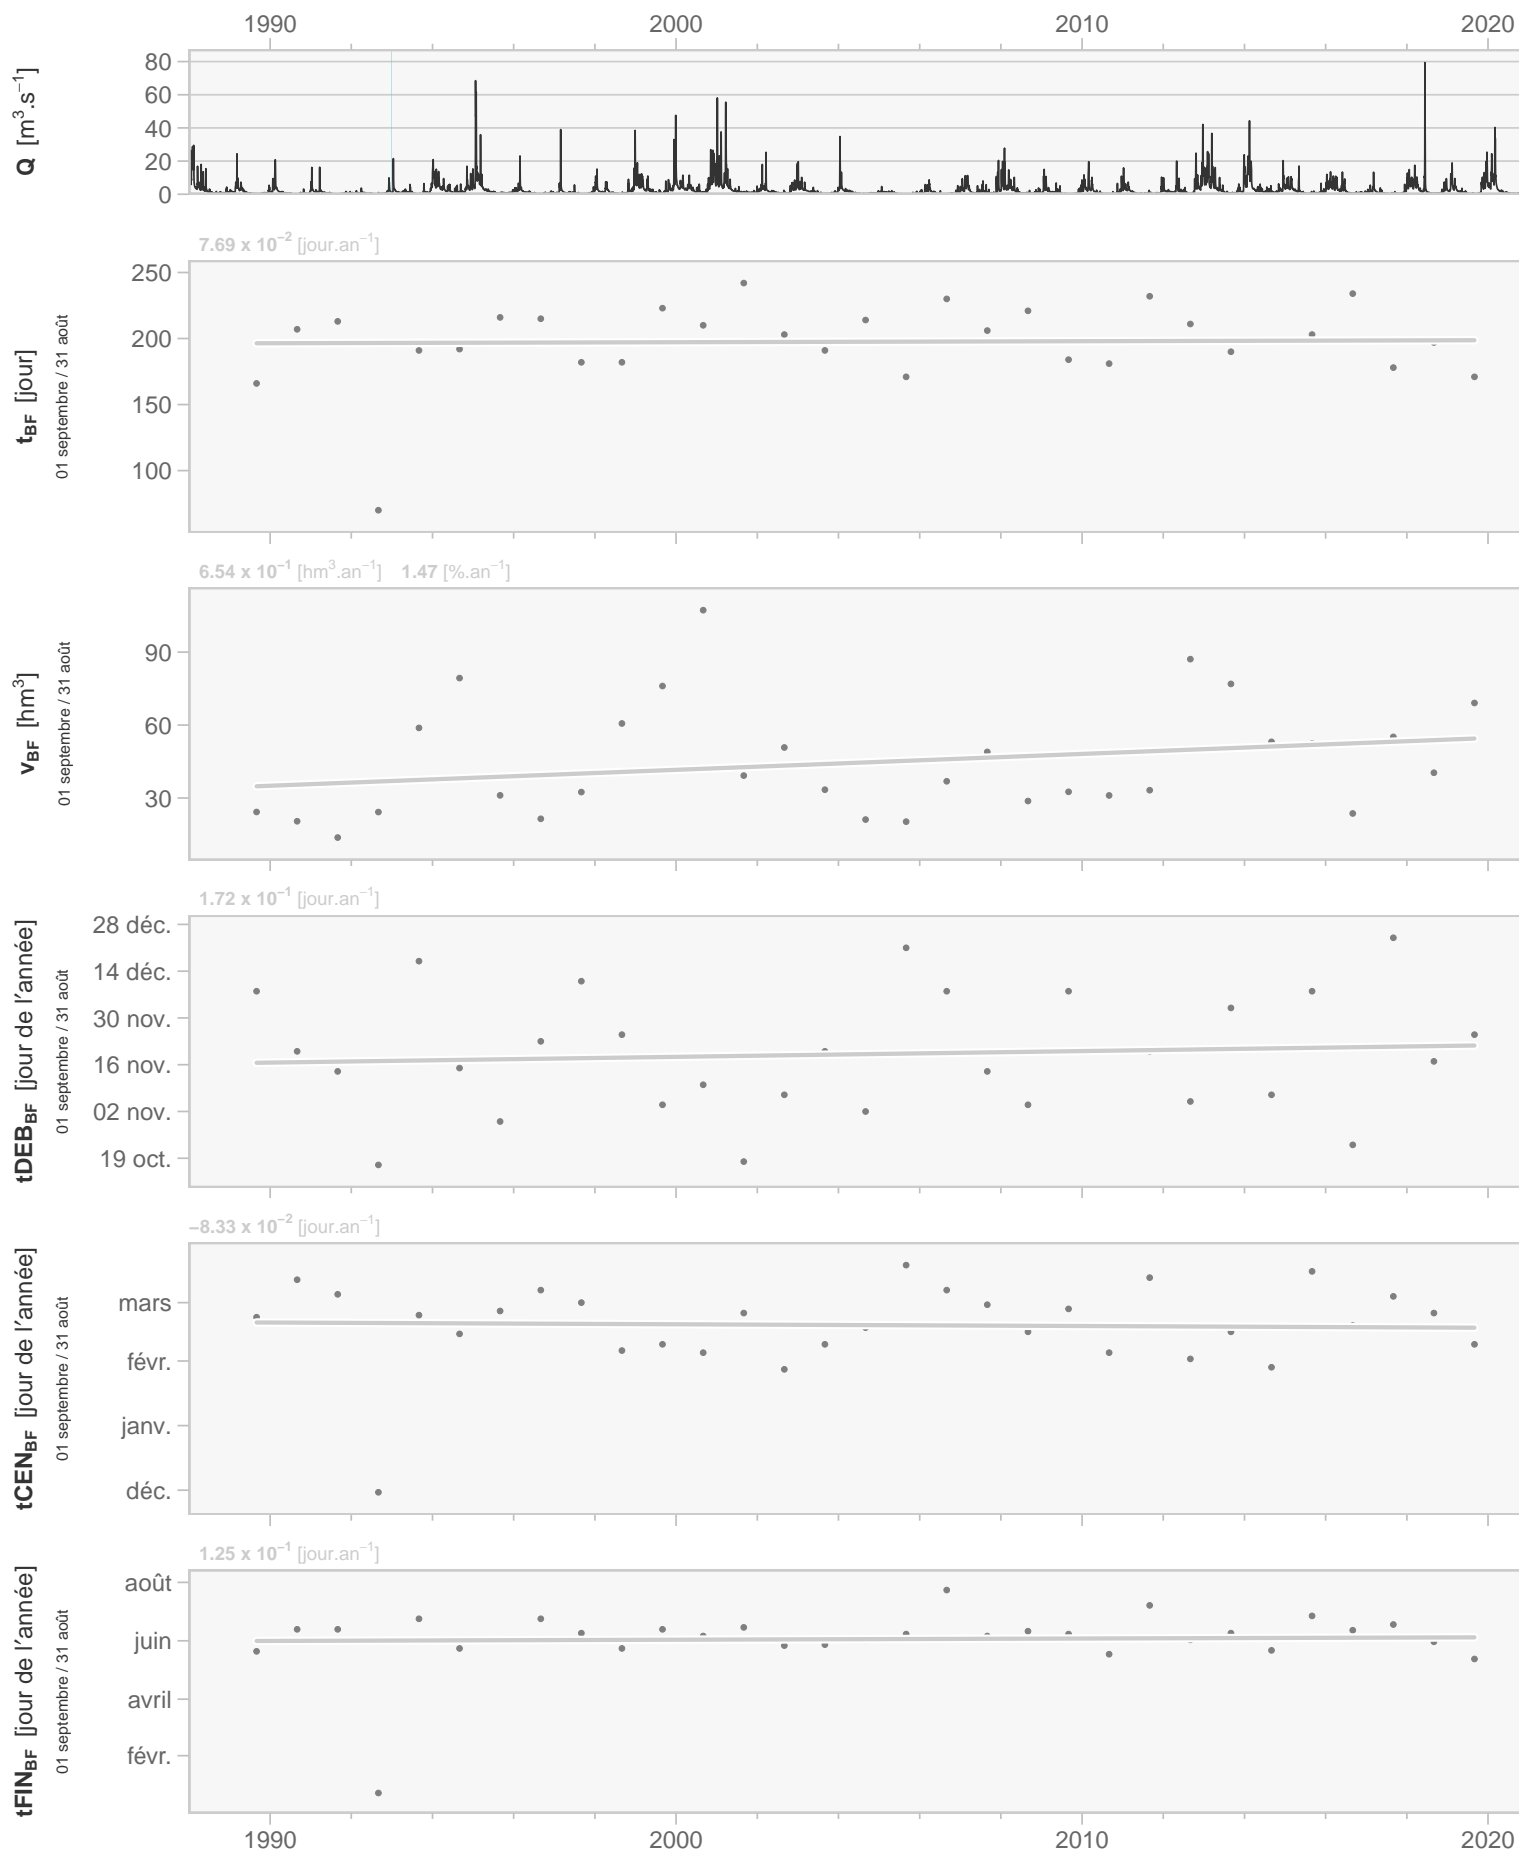 1990 2000 2010 2020
Q [m³.s⁻¹]
80
60
40
20
0
7.69 x 10⁻² [jour.an⁻¹]
tBF [jour]
01 septembre / 31 août
250
200
150
100
6.54 x 10⁻¹ [hm³.an⁻¹] 1.47 [%.an⁻¹]
vBF [hm³]
01 septembre / 31 août
90
60
30
1.72 x 10⁻¹ [jour.an⁻¹]
tDEBBF [jour de l'année]
01 septembre / 31 août
28 déc.
14 déc.
30 nov.
16 nov.
02 nov.
19 oct.
−8.33 x 10⁻² [jour.an⁻¹]
tCENBF [jour de l'année]
01 septembre / 31 août
mars
févr.
janv.
déc.
1.25 x 10⁻¹ [jour.an⁻¹]
tFINBF [jour de l'année]
01 septembre / 31 août
août
juin
avril
févr.
1990 2000 2010 2020